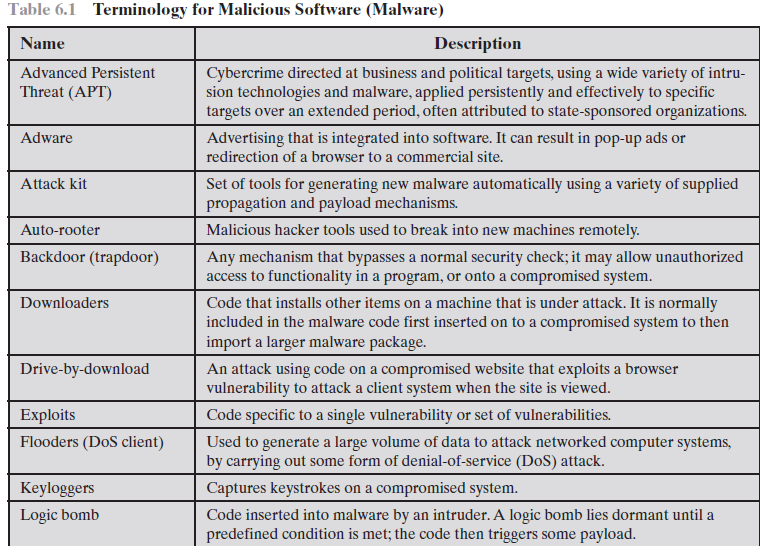 Table 6.1 Terminology for Malicious Software (Malware)
Name Description
Advanced Persistent Threat (APT) Cybercrime directed at business and political targets, using a wide variety of intru-
sion technologies and malware, applied persistently and effectively to specific
targets over an extended period, often attributed to state-sponsored organizations.
Adware Advertising that is integrated into software. It can result in pop-up ads or
redirection of a browser to a commercial site.
Attack kit Set of tools for generating new malware automatically using a variety of supplied
propagation and payload mechanisms.
Auto-rooter Malicious hacker tools used to break into new machines remotely.
Backdoor (trapdoor) Any mechanism that bypasses a normal security check; it may allow unauthorized
access to functionality in a program, or onto a compromised system.
Downloaders Code that installs other items on a machine that is under attack. It is normally
included in the malware code first inserted on to a compromised system to then
import a larger malware package.
Drive-by-download An attack using code on a compromised website that exploits a browser
vulnerability to attack a client system when the site is viewed.
Exploits Code specific to a single vulnerability or set of vulnerabilities.
Flooders (DoS client) Used to generate a large volume of data to attack networked computer systems,
by carrying out some form of denial-of-service (DoS) attack.
Keyloggers Captures keystrokes on a compromised system.
Logic bomb Code inserted into malware by an intruder. A logic bomb lies dormant until a
predefined condition is met; the code then triggers some payload.